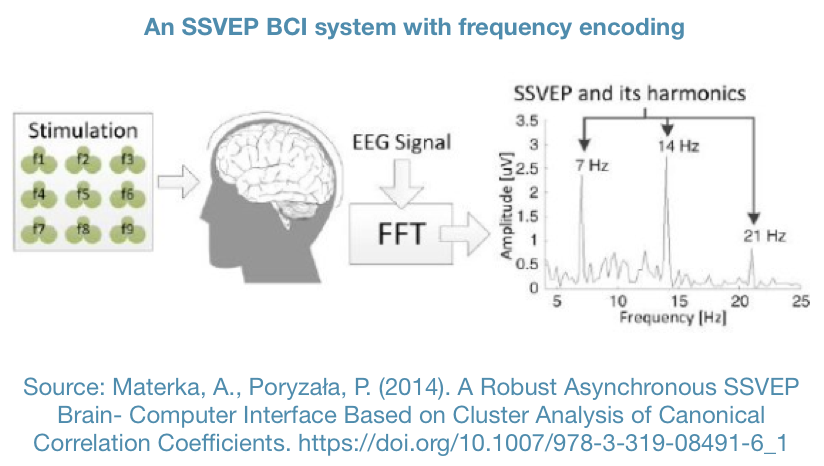 An SSVEP BCI system with frequency encoding
Stimulation
f1 f2 f3
f4 f5 f6
f7 f8 f9
EEG Signal
FFT
SSVEP and its harmonics
3.5
3
2.5
2
1.5
1
0.5
0
Amplitude [uV]
7 Hz
14 Hz
21 Hz
5 10 15 20 25
Frequency [Hz]
Source: Materka, A., Poryzała, P. (2014). A Robust Asynchronous SSVEP
Brain- Computer Interface Based on Cluster Analysis of Canonical
Correlation Coefficients. https://doi.org/10.1007/978-3-319-08491-6_1